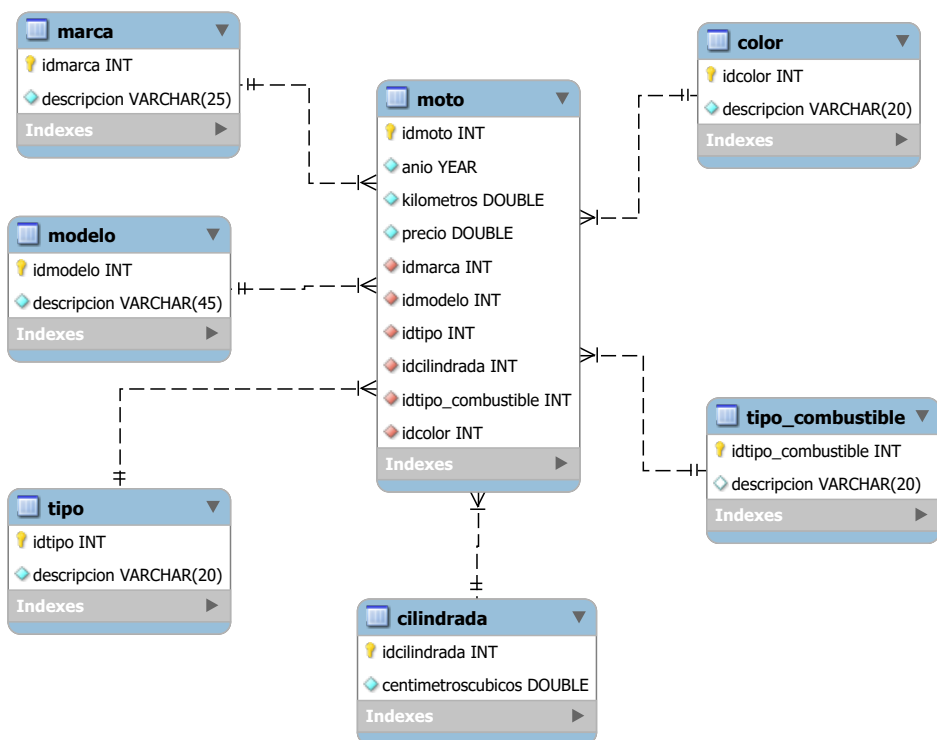 marca
idmarca INT
descripcion VARCHAR(25)
Indexes
modelo
idmodelo INT
descripcion VARCHAR(45)
Indexes
tipo
idtipo INT
descripcion VARCHAR(20)
Indexes
moto
idmoto INT
anio YEAR
kilometros DOUBLE
precio DOUBLE
idmarca INT
idmodelo INT
idtipo INT
idcilindrada INT
idtipo_combustible INT
idcolor INT
Indexes
cilindrada
idcilindrada INT
centimetroscubicos DOUBLE
Indexes
color
idcolor INT
descripcion VARCHAR(20)
Indexes
tipo_combustible
idtipo_combustible INT
descripcion VARCHAR(20)
Indexes